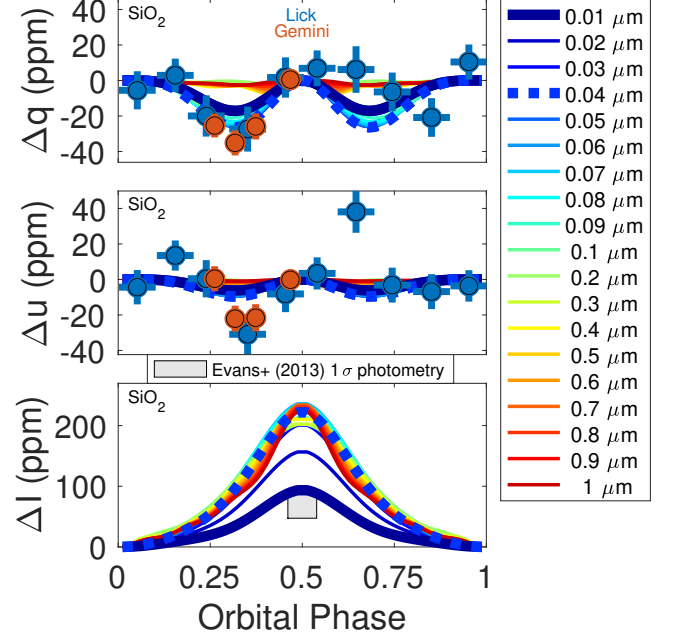 40
20
0
-20
-40
Δq (ppm)
SiO2
Lick
Gemini
40
20
0
-20
-40
Δu (ppm)
SiO2
Evans+ (2013) 1 σ photometry
200
100
0
ΔI (ppm)
SiO2
0 0.25 0.5 0.75 1
Orbital Phase
0.01 μm
0.02 μm
0.03 μm
0.04 μm
0.05 μm
0.06 μm
0.07 μm
0.08 μm
0.09 μm
0.1 μm
0.2 μm
0.3 μm
0.4 μm
0.5 μm
0.6 μm
0.7 μm
0.8 μm
0.9 μm
1 μm